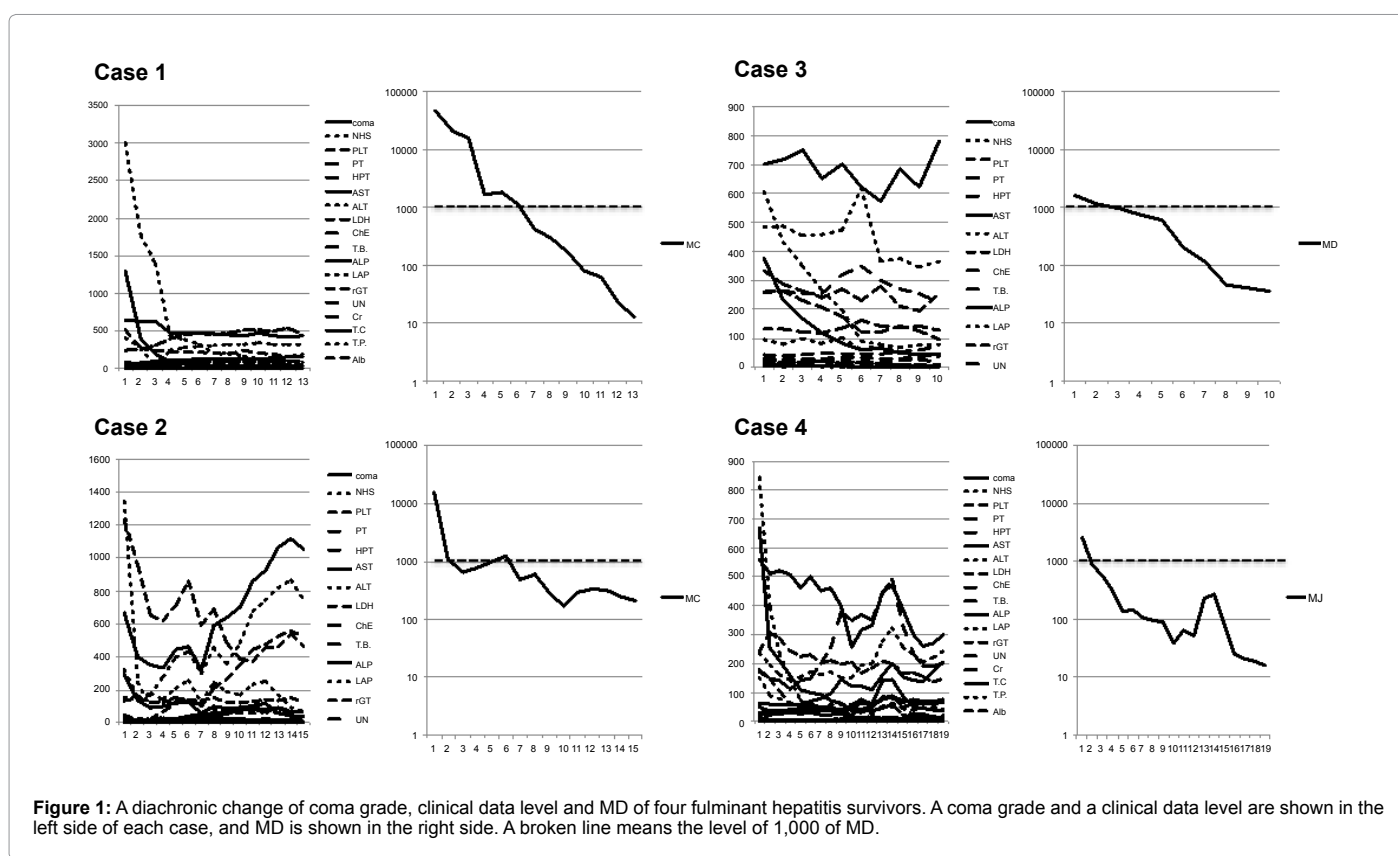 Case 1
3500
3000
2500
2000
1500
1000
500
0
1 2 3 4 5 6 7 8 9 10 11 12 13
coma
NHS
PLT
PT
HPT
AST
ALT
LDH
ChE
T.B.
ALP
LAP
rGT
UN
Cr
T.C
T.P.
Alb
100000
10000
1000
100
10
1
1 2 3 4 5 6 7 8 9 10 11 12 13
MC
Case 3
900
800
700
600
500
400
300
200
100
0
1 2 3 4 5 6 7 8 9 10
coma
NHS
PLT
PT
HPT
AST
ALT
LDH
ChE
T.B.
ALP
LAP
rGT
UN
100000
10000
1000
100
10
1
1 2 3 4 5 6 7 8 9 10
MD
Case 2
1600
1400
1200
1000
800
600
400
200
0
1 2 3 4 5 6 7 8 9 10 11 12 13 14 15
coma
NHS
PLT
PT
HPT
AST
ALT
LDH
ChE
T.B.
ALP
LAP
rGT
UN
100000
10000
1000
100
10
1
1 2 3 4 5 6 7 8 9 10 11 12 13 14 15
MC
Case 4
900
800
700
600
500
400
300
200
100
0
1 2 3 4 5 6 7 8 9 10 11 12 13 14 15 16 17 18 19
coma
NHS
PLT
PT
HPT
AST
ALT
LDH
ChE
T.B.
ALP
LAP
rGT
UN
Cr
T.C
T.P.
Alb
100000
10000
1000
100
10
1
1 2 3 4 5 6 7 8 9 10 11 12 13 14 15 16 17 18 19
MJ
Figure 1: A diachronic change of coma grade, clinical data level and MD of four fulminant hepatitis survivors. A coma grade and a clinical data level are shown in the
left side of each case, and MD is shown in the right side. A broken line means the level of 1,000 of MD.